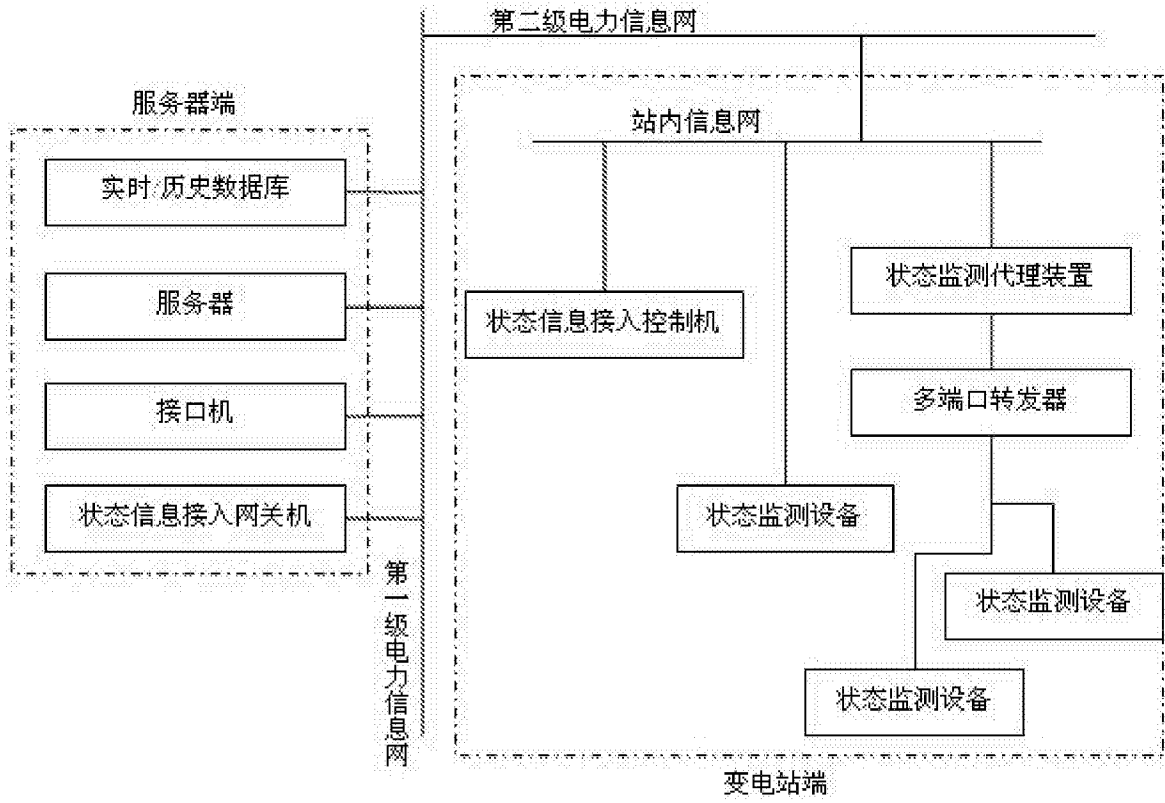 第二级电力信息网
服务器端
站内信息网
实时/历史数据库
状态监测代理装置
服务器
状态信息接入控制机
多端口转发器
接口机
状态信息接入网关机
状态监测设备
第一级电力信息网
状态监测设备
状态监测设备
变电站端